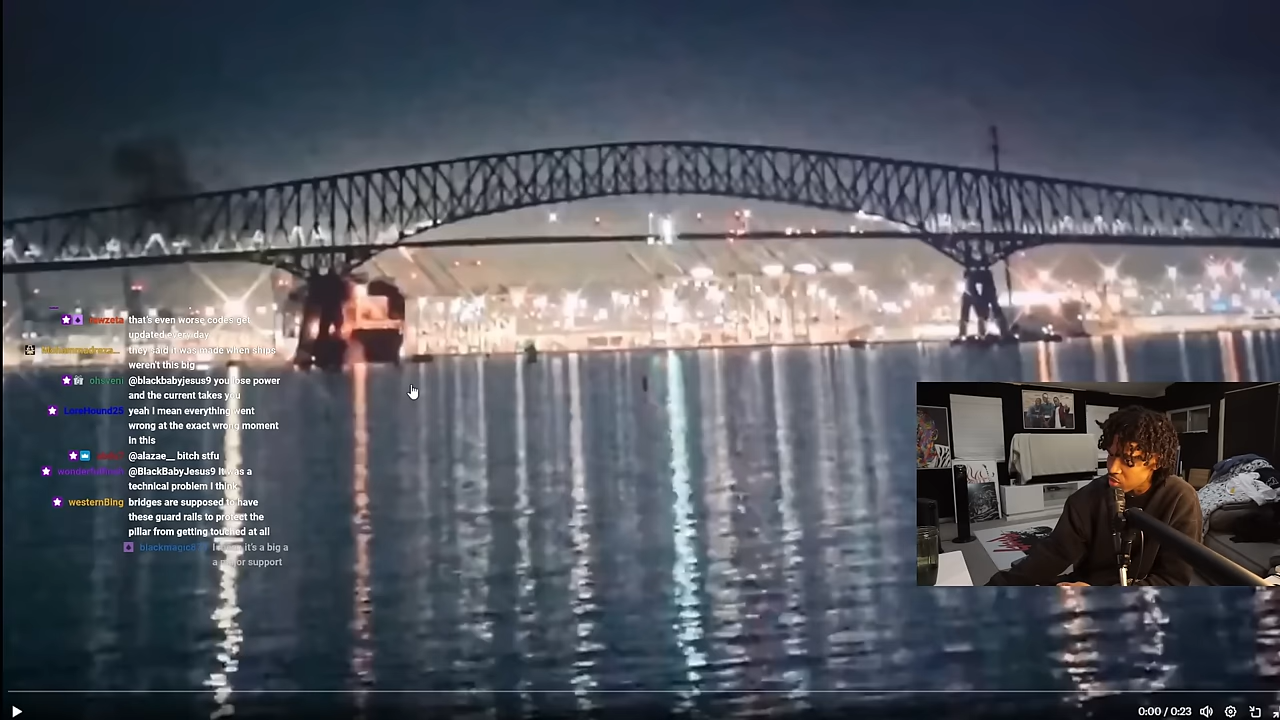 that's even worse codes get
updated everyday
they said it was made when ships
weren't this big
ohsveni @blackbabyjesus9 you lose power
and the current takes you
LoreHound25 yeah I mean everything went
wrong at the exact wrong moment
in this
@alazae__ bitch stfu
@BlackBabyJesus9 It was a
technical problem I think
westernBing bridges are supposed to have
these guard rails to protect the
pillar from getting touched at all
it's a big a
support
0:00 / 0:23